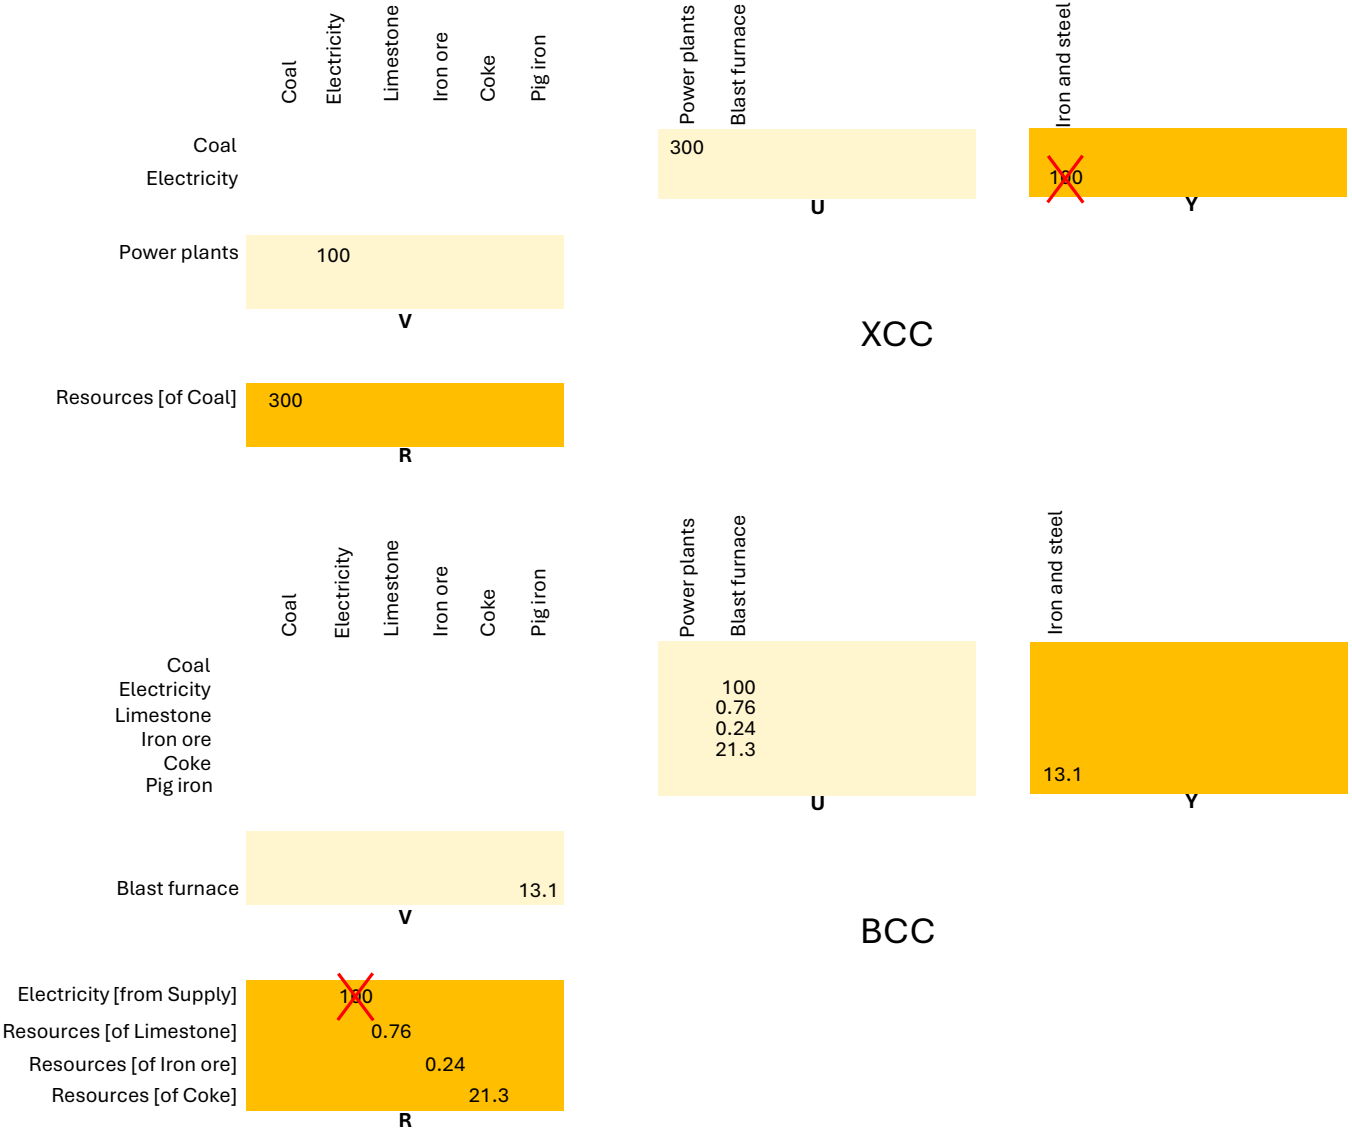 Coal Electricity Limestone Iron ore Coke Pig iron
Power plants Blast furnace
Iron and steel
Coal 300
Electricity 100
U
Y
Power plants 100
V
XCC
Resources [of Coal] 300
R
Coal Electricity Limestone Iron ore Coke Pig iron
Power plants Blast furnace
Iron and steel
Coal
Electricity 100
Limestone 0.76
Iron ore 0.24
Coke 21.3
Pig iron 13.1
U
Y
Blast furnace 13.1
V
BCC
Electricity [from Supply] 100
Resources [of Limestone] 0.76
Resources [of Iron ore] 0.24
Resources [of Coke] 21.3
R